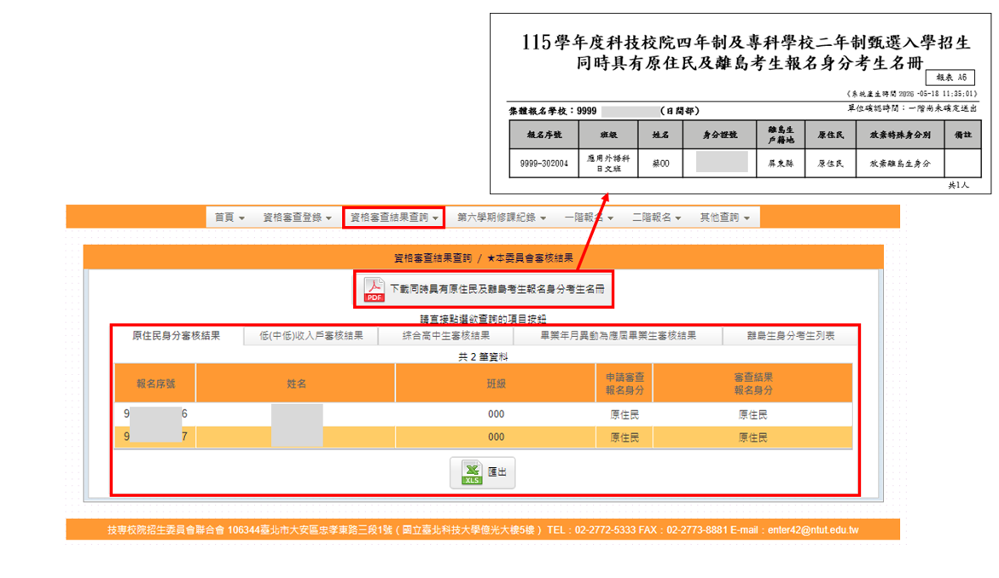 115學年度科技校院四年制及專科學校二年制甄選入學招生
同時具有原住民及離島考生報名身分考生名冊
報表 A6
《系統產生時間 2026 -05-18 11:35:01》
集體報名學校：9999 (日間部)
單位確認時間：一階尚未確定送出
報名序號 班級 姓名 身分證號 離島生戶籍地 原住民 放棄特殊身分別 備註
9999-302004 應用外語科日文班 蔡OO 屏東縣 原住民 放棄離島生身分
共1人
首頁 資格審查登錄 資格審查結果查詢 第六學期修課紀錄 一階報名 二階報名 其他查詢
資格審查結果查詢 / ★本委員會審核結果
PDF 下載同時具有原住民及離島考生報名身分考生名冊
請直接點選欲查詢的項目按鈕
原住民身分審核結果 低(中低)收入戶審核結果 綜合高中生審核結果 畢業年月異動為應屆畢業生審核結果 離島生身分考生列表
共 2 筆資料
報名序號 姓名 班級 申請審查報名身分 審查結果報名身分
9 6 000 原住民 原住民
9 7 000 原住民 原住民
XLS 匯出
技專校院招生委員會聯合會 106344臺北市大安區忠孝東路三段1號 ( 國立臺北科技大學億光大樓5樓 ) TEL：02-2772-5333 FAX：02-2773-8881 E-mail：enter42@ntut.edu.tw